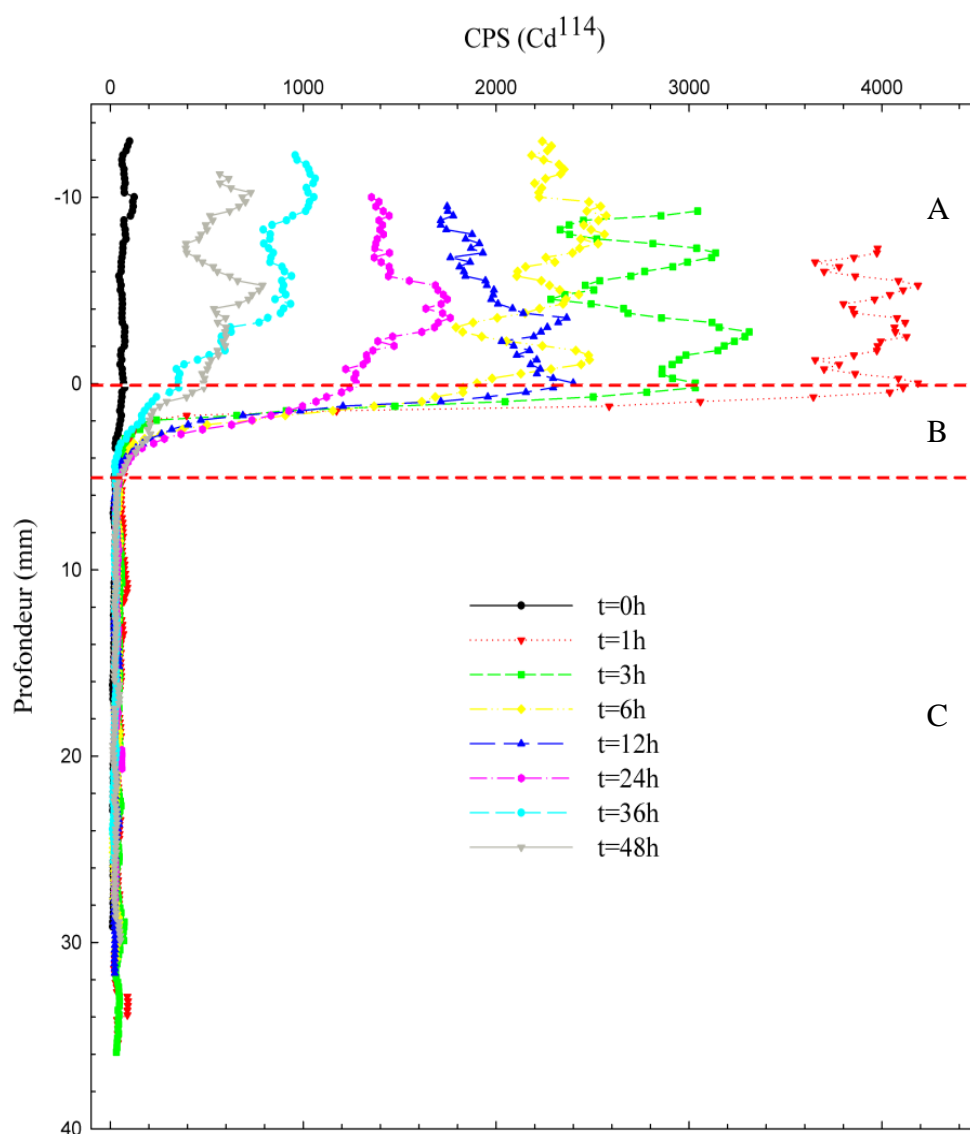 CPS (Cd114)
0 1000 2000 3000 4000
-10
0
10
20
30
40
Profondeur (mm)
A
B
C
t=0h
t=1h
t=3h
t=6h
t=12h
t=24h
t=36h
t=48h